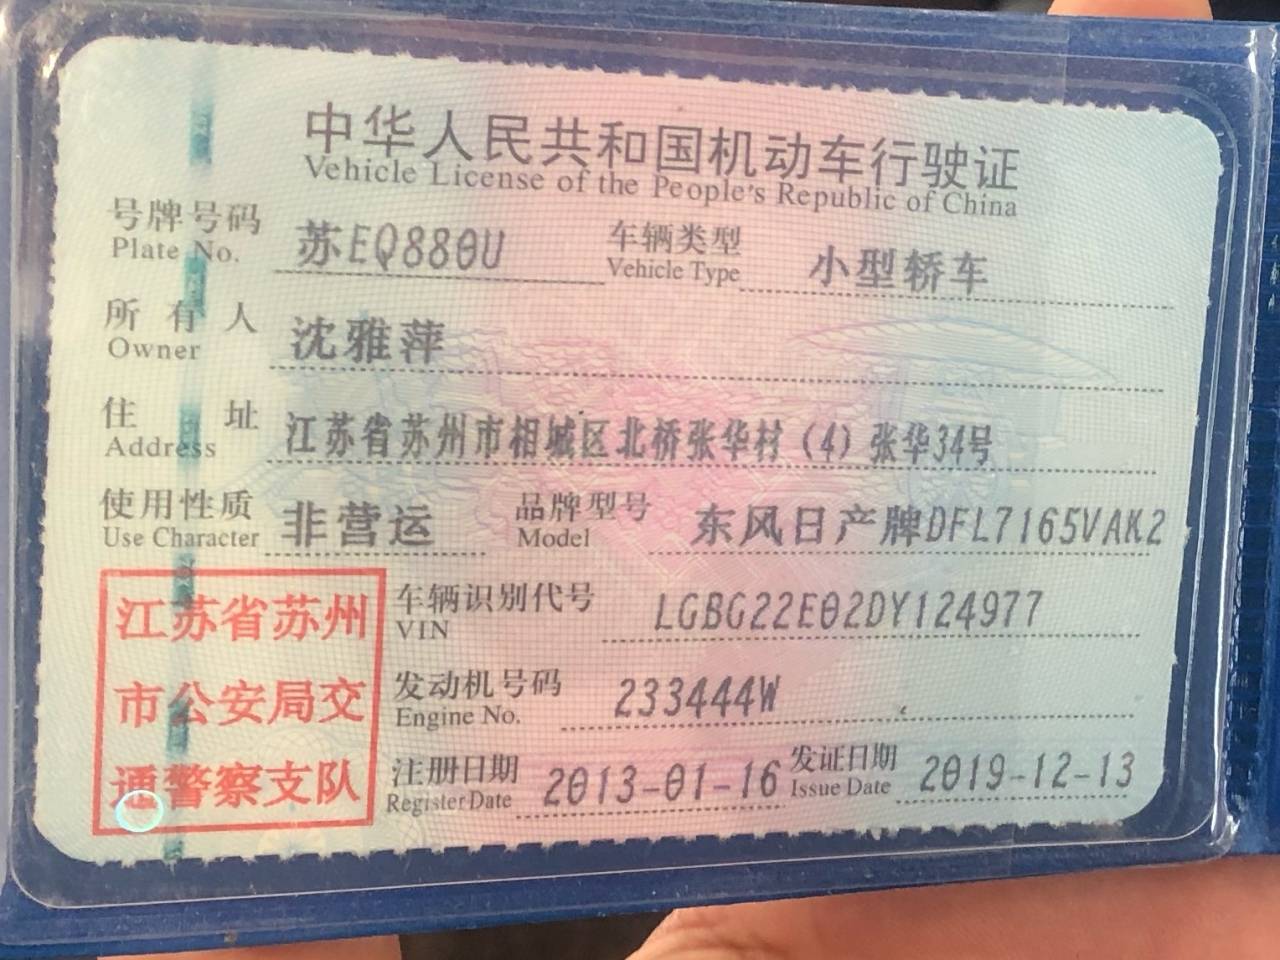 中华人民共和国机动车行驶证
Vehicle License of the People's Republic of China
号牌号码 苏EQ880U 车辆类型 小型轿车
Plate No. Vehicle Type
所有人 沈雅萍
Owner
住址 江苏省苏州市相城区北桥张华村（4）张华34号
Address
使用性质 非营运 品牌型号 东风日产牌DFL7165VAK2
Use Character Model
江苏省苏州
市公安局交
通警察支队
车辆识别代号 LGBG22E02DY124977
VIN
发动机号码 233444W
Engine No.
注册日期 2013-01-16 发证日期 2019-12-13
Register Date Issue Date